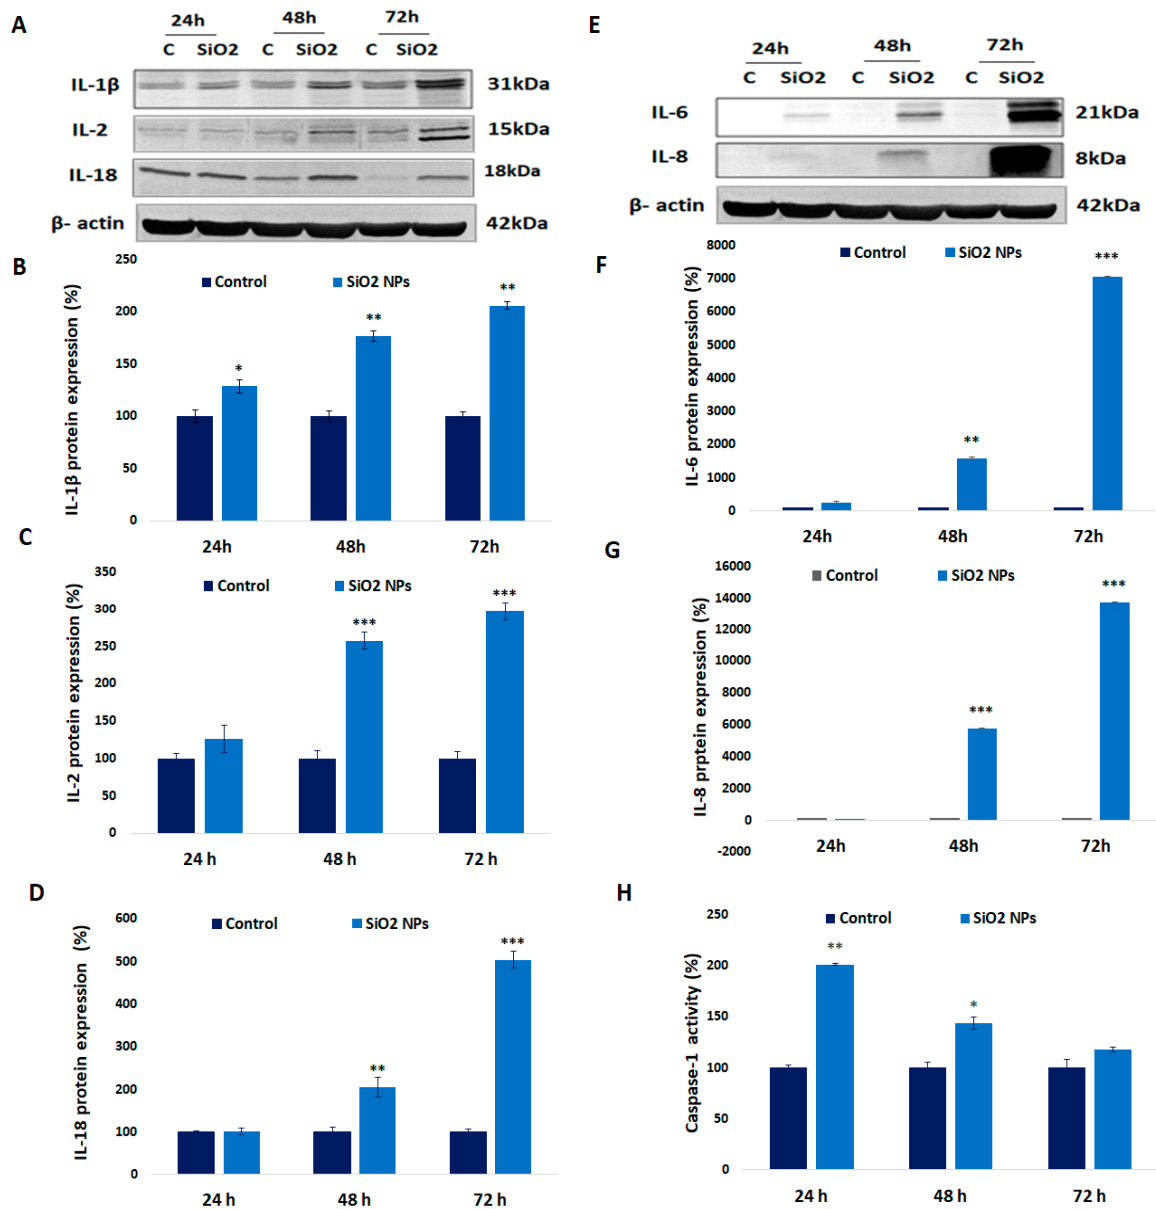 A
24h 48h 72h
C SiO2 C SiO2 C SiO2
IL-1β 31kDa
IL-2 15kDa
IL-18 18kDa
β- actin 42kDa
B
Control SiO2 NPs
IL-1β protein expression (%)
250
200
150
100
50
0
*
**
**
24h 48h 72h
C
Control SiO2 NPs
IL-2 protein expression (%)
350
300
250
200
150
100
50
0
***
***
24 h 48 h 72 h
D
Control SiO2 NPs
IL-18 protein expression (%)
600
500
400
300
200
100
0
**
***
24 h 48 h 72 h
E
24h 48h 72h
C SiO2 C SiO2 C SiO2
IL-6 21kDa
IL-8 8kDa
β- actin 42kDa
F
Control SiO2 NPs
IL-6 protein expression (%)
8000
7000
6000
5000
4000
3000
2000
1000
0
**
***
24h 48h 72h
G
Control SiO2 NPs
IL-8 prptein expression (%)
16000
14000
12000
10000
8000
6000
4000
2000
0
-2000
***
***
24h 48h 72h
H
Control SiO2 NPs
Caspase-1 activity (%)
250
200
150
100
50
0
**
*
24 h 48 h 72 h